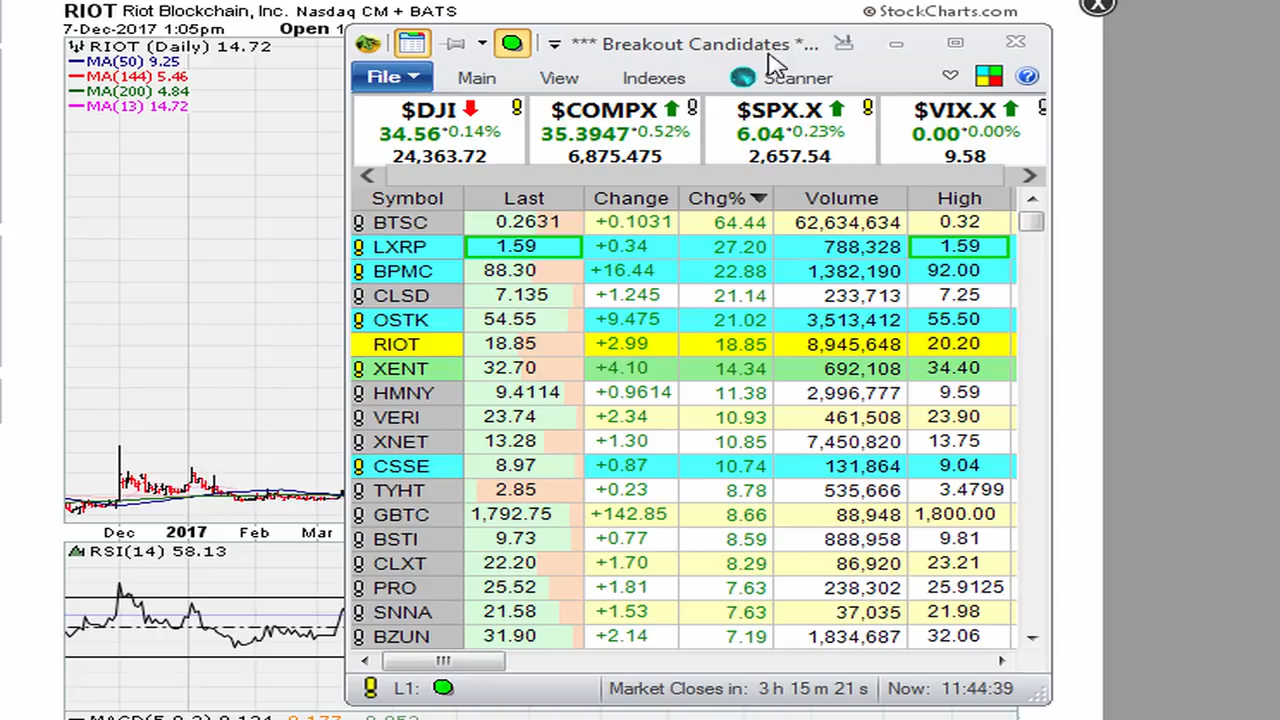 RIOT Riot Blockchain, Inc. Nasdaq CM + BATS
© StockCharts.com
7-Dec-2017 1:05pm
Open 1
RIOT (Daily) 14.72
MA(50) 9.25
MA(144) 5.46
MA(200) 4.84
MA(13) 14.72
Dec 2017 Feb Mar
RSI(14) 58.13
*** Breakout Candidates *...
File Main View Indexes Scanner
$DJI $COMPX $SPX.X $VIX.X
34.56 0.14% 35.3947 0.52% 6.04 0.23% 0.00 0.00%
24,363.72 6,875.475 2,657.54 9.58
Symbol Last Change Chg% Volume High
BTSC 0.2631 +0.1031 64.44 62,634,634 0.32
LXRP 1.59 +0.34 27.20 788,328 1.59
BPMC 88.30 +16.44 22.88 1,382,190 92.00
CLSD 7.135 +1.245 21.14 233,713 7.25
OSTK 54.55 +9.475 21.02 3,513,412 55.50
RIOT 18.85 +2.99 18.85 8,945,648 20.20
XENT 32.70 +4.10 14.34 692,108 34.40
HMNY 9.4114 +0.9614 11.38 2,996,777 9.59
VERI 23.74 +2.34 10.93 461,508 23.90
XNET 13.28 +1.30 10.85 7,450,820 13.75
CSSE 8.97 +0.87 10.74 131,864 9.04
TYHT 2.85 +0.23 8.78 535,666 3.4799
GBTC 1,792.75 +142.85 8.66 88,948 1,800.00
BSTI 9.73 +0.77 8.59 888,958 9.81
CLXT 22.20 +1.70 8.29 86,920 23.21
PRO 25.52 +1.81 7.63 238,302 25.9125
SNNA 21.58 +1.53 7.63 37,035 21.98
BZUN 31.90 +2.14 7.19 1,834,687 32.06
L1: Market Closes in: 3 h 15 m 21 s Now: 11:44:39